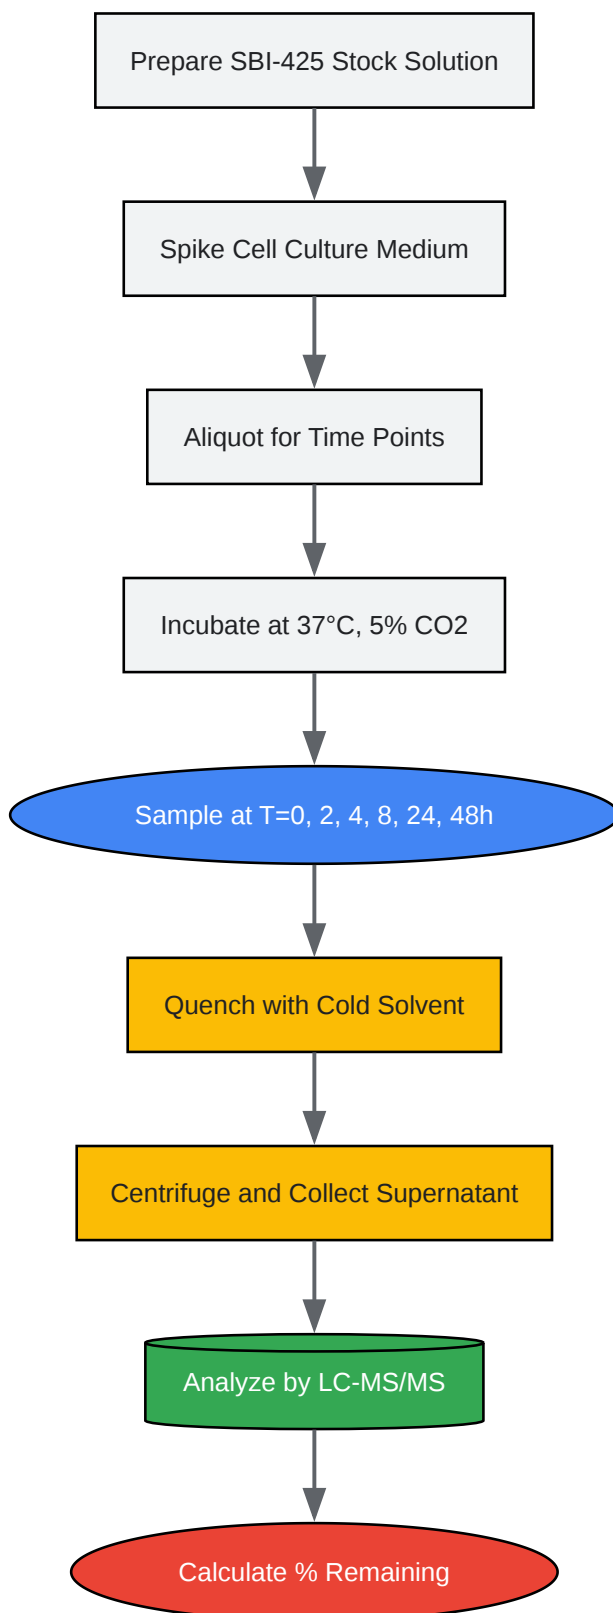 Prepare SBI-425 Stock Solution
Spike Cell Culture Medium
Aliquot for Time Points
Incubate at 37°C, 5% CO2
Sample at T=0, 2, 4, 8, 24, 48h
Quench with Cold Solvent
Centrifuge and Collect Supernatant
Analyze by LC-MS/MS
Calculate % Remaining